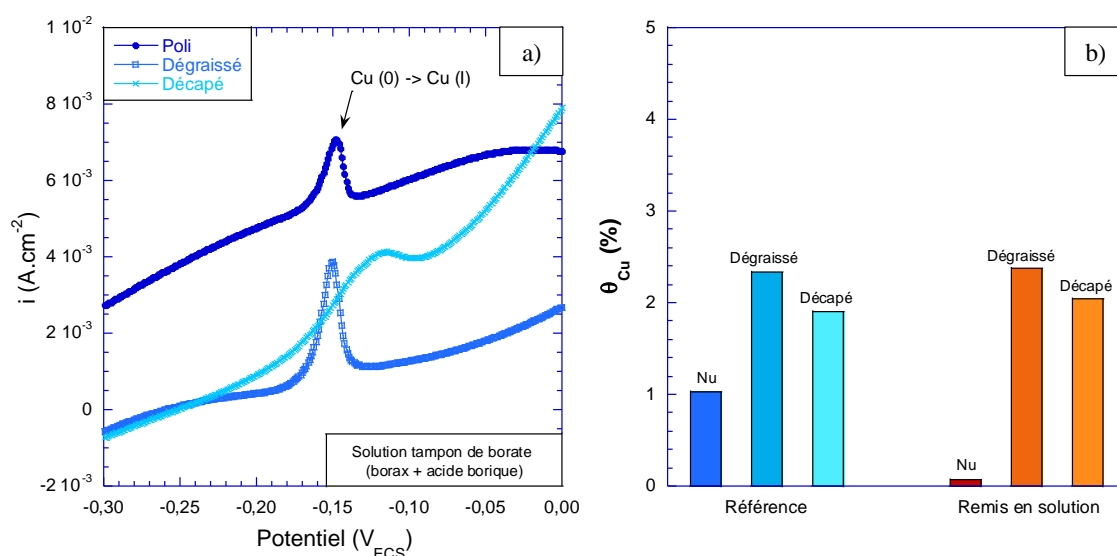 a)
1 10⁻²
8 10⁻³
6 10⁻³
4 10⁻³
2 10⁻³
0
-2 10⁻³
i (A.cm⁻²)
Poli
Dégraissé
Décapé
Cu (0) -> Cu (I)
Solution tampon de borate
(borax + acide borique)
-0,30 -0,25 -0,20 -0,15 -0,10 -0,05 0,00
Potentiel (V_ECS)
b)
5
4
3
2
1
0
θ_Cu (%)
Nu
Dégraissé
Décapé
Nu
Dégraissé
Décapé
Référence
Remis en solution